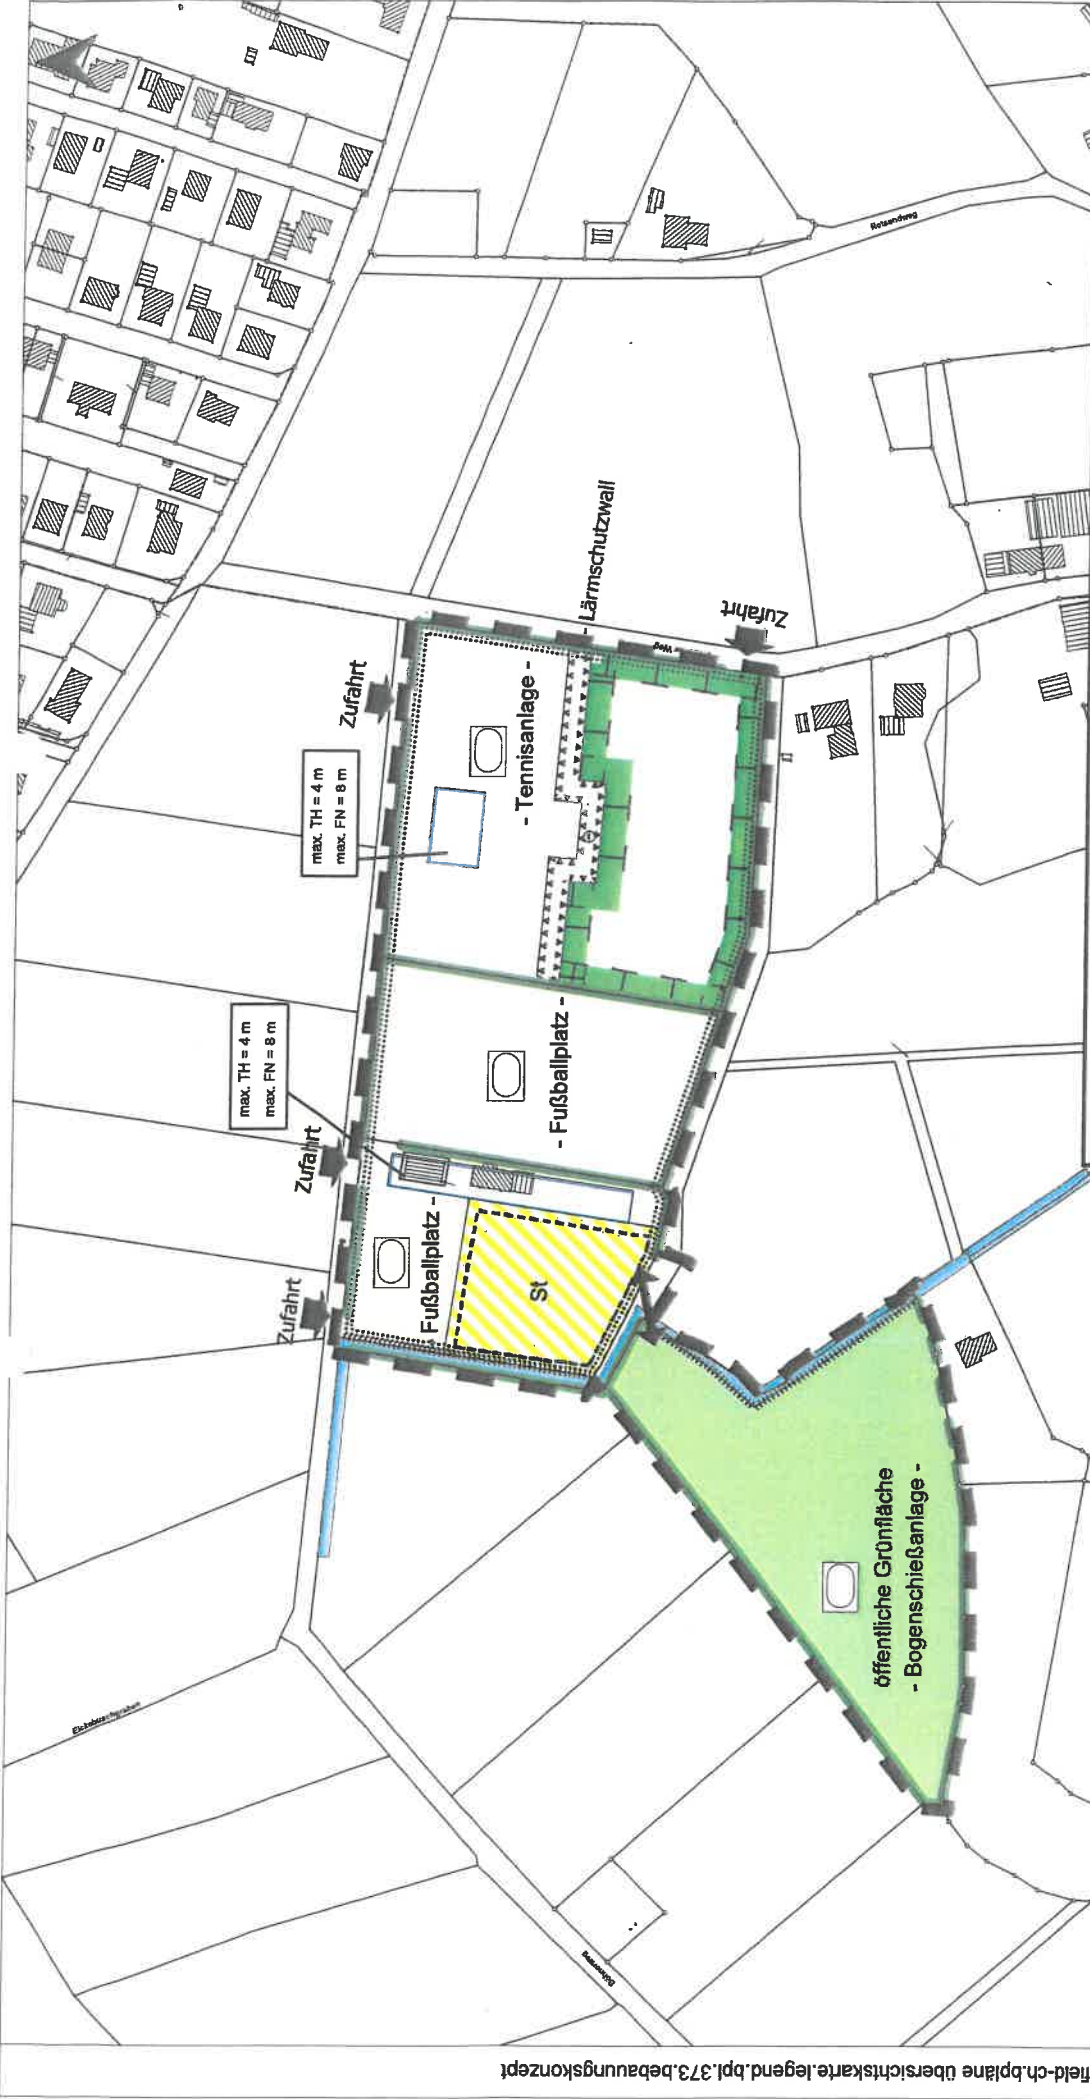 Zufahrt
max. TH = 4 m
max. FN = 8 m
- Tennisanlage -
- Lärmschutzwall
Zufahrt
Weg
Rotsandweg
max. TH = 4 m
max. FN = 8 m
Zufahrt
- Fußballplatz -
Zufahrt
- Fußballplatz -
St
öffentliche Grünfläche
- Bogenschießanlage -
field-ch.bpläne übersichtskarte.legend.bpl.373.bebauungskonzept